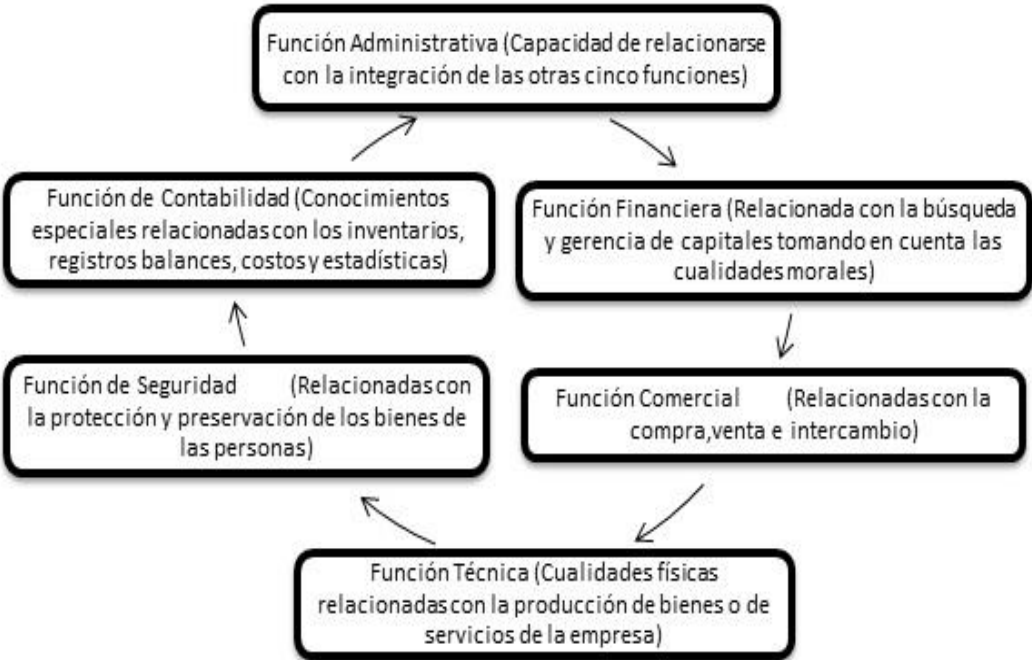 Función Administrativa (Capacidad de relacionarse
con la integración de las otras cinco funciones)
Función Financiera (Relacionada con la búsqueda
y gerencia de capitales tomando en cuenta las
cualidades morales)
Función Comercial (Relacionadas con la
compra,venta e intercambio)
Función Técnica (Cualidades físicas
relacionadas con la producción de bienes o de
servicios de la empresa)
Función de Seguridad (Relacionadas con
la protección y preservación de los bienes de
las personas)
Función de Contabilidad (Conocimientos
especiales relacionadas con los inventarios,
registros balances, costos y estadísticas)